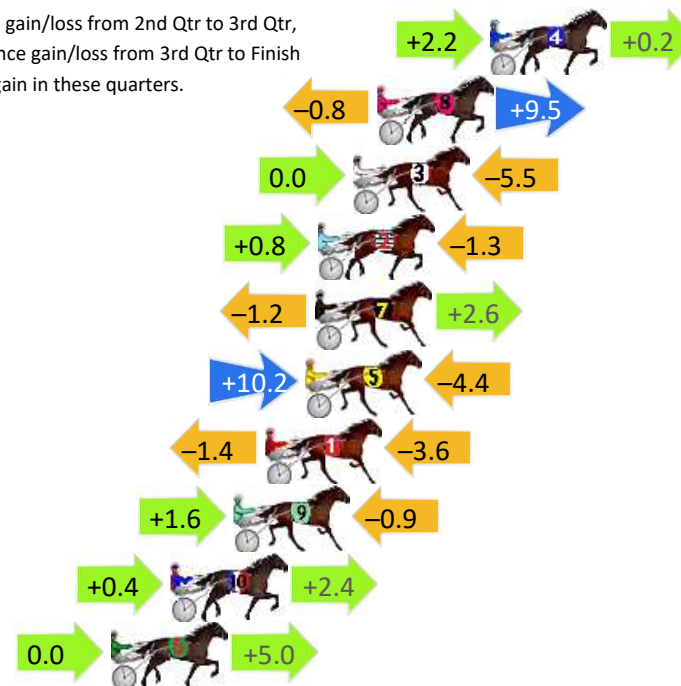 gain/loss from 2nd Qtr to 3rd Qtr,
nce gain/loss from 3rd Qtr to Finish
gain in these quarters.
+2.2 4 +0.2
–0.8 8 +9.5
0.0 3 –5.5
+0.8 2 –1.3
–1.2 7 +2.6
+10.2 5 –4.4
–1.4 1 –3.6
+1.6 9 –0.9
+0.4 10 +2.4
0.0 6 +5.0